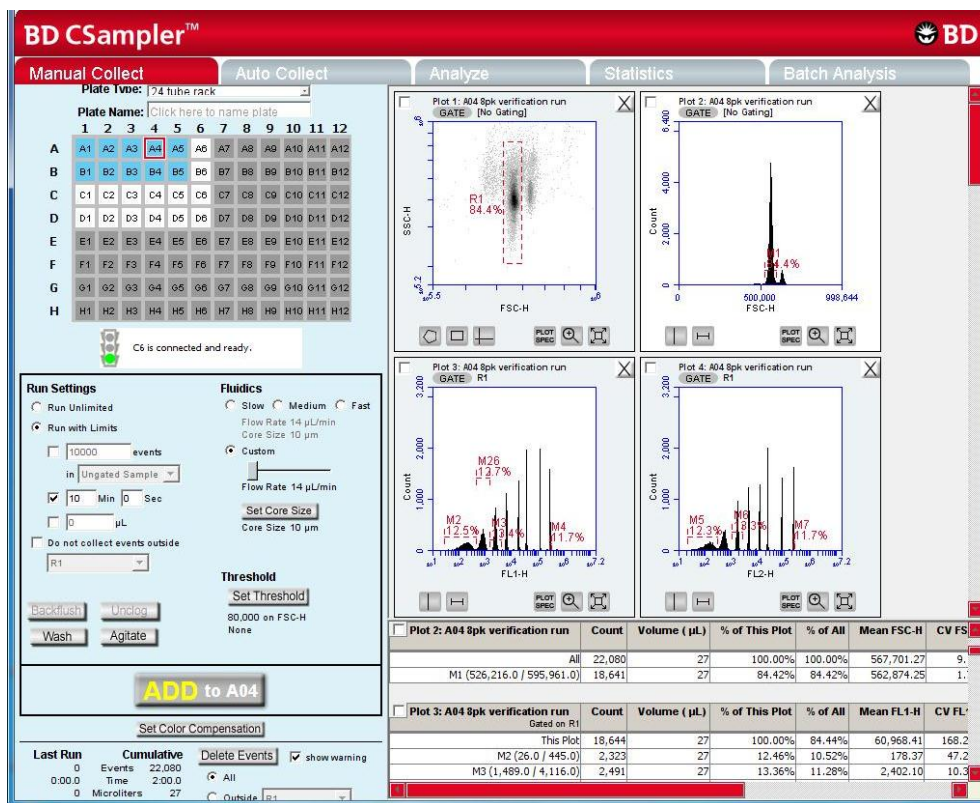 BD CSampler™
BD
Manual Collect
Auto Collect
Analyze
Statistics
Batch Analysis
Plate Type: 24 tube rack
Plate Name: Click here to name plate
1 2 3 4 5 6 7 8 9 10 11 12
A A1 A2 A3 A4 A5 A6 A7 A8 A9 A10 A11 A12
B B1 B2 B3 B4 B5 B6 B7 B8 B9 B10 B11 B12
C C1 C2 C3 C4 C5 C6 C7 C8 C9 C10 C11 C12
D D1 D2 D3 D4 D5 D6 D7 D8 D9 D10 D11 D12
E E1 E2 E3 E4 E5 E6 E7 E8 E9 E10 E11 E12
F F1 F2 F3 F4 F5 F6 F7 F8 F9 F10 F11 F12
G G1 G2 G3 G4 G5 G6 G7 G8 G9 G10 G11 G12
H H1 H2 H3 H4 H5 H6 H7 H8 H9 H10 H11 H12
C6 is connected and ready.
Run Settings
Run Unlimited
Run with Limits
10000 events
in Ungated Sample
10 Min 0 Sec
0 µL
Do not collect events outside
R1
Backflush
Unclog
Wash
Agitate
Fluidics
Slow Medium Fast
Flow Rate 14 µL/min
Core Size 10 µm
Custom
Flow Rate 14 µL/min
Set Core Size
Core Size 10 µm
Threshold
Set Threshold
80,000 on FSC-H
None
ADD to A04
Set Color Compensation
Last Run Cumulative
0 Events 22,080
0:00.0 Time 2:00.0
0 Microliters 27
Delete Events
show warning
All
Outside R1
Plot 1: A04 8pk verification run
GATE [No Gating]
R1
84.4%
SSC-H
FSC-H
PLOT SPEC
Plot 2: A04 8pk verification run
GATE [No Gating]
6,400
4,000
2,000
0
Count
0 500,000 998,644
FSC-H
PLOT SPEC
Plot 3: A04 8pk verification run
GATE R1
3,200
2,000
1,000
0
Count
M26
12.7%
M2
12.5%
M3
M4
11.7%
FL1-H
PLOT SPEC
Plot 4: A04 8pk verification run
GATE R1
3,200
2,000
1,000
0
Count
M5
12.3%
M6
M7
11.7%
FL2-H
PLOT SPEC
Plot 2: A04 8pk verification run Count Volume ( µL) % of This Plot % of All Mean FSC-H CV FS
All 22,080 27 100.00% 100.00% 567,701.27 9.
M1 (526,216.0 / 595,961.0) 18,641 27 84.42% 84.42% 562,874.25 1.
Plot 3: A04 8pk verification run Count Volume ( µL) % of This Plot % of All Mean FL1-H CV FL
Gated on R1
This Plot 18,644 27 100.00% 84.44% 60,968.41 168.2
M2 (26.0 / 445.0) 2,323 27 12.46% 10.52% 178.37 47.2
M3 (1,489.0 / 4,116.0) 2,491 27 13.36% 11.28% 2,402.10 10.3